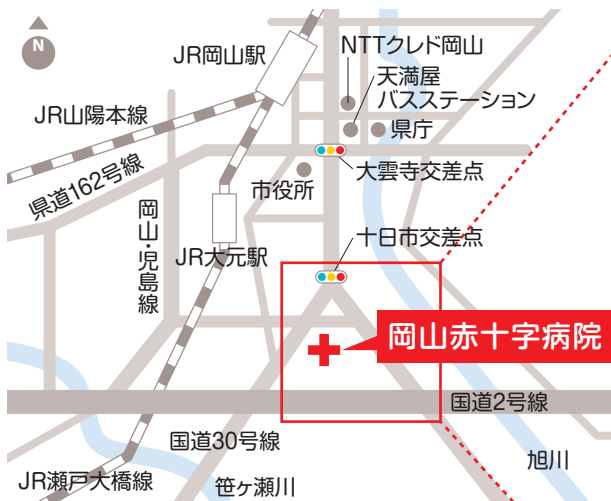 N
JR岡山駅
NTTクレド岡山
天満屋
バスステーション
県庁
JR山陽本線
大雲寺交差点
県道162号線
市役所
岡山・児島線
十日市交差点
JR大元駅
岡山赤十字病院
国道2号線
国道30号線
旭川
JR瀬戸大橋線
笹ヶ瀬川